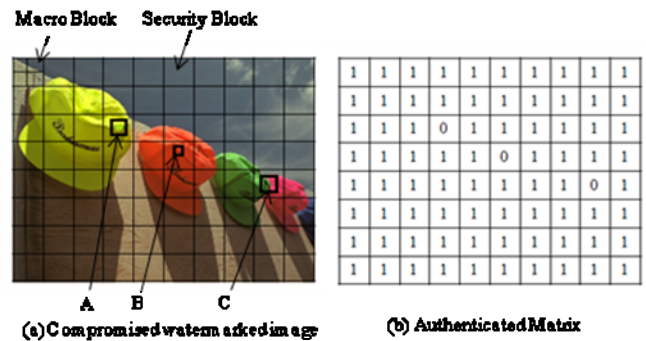 Macro Block Security Block
A B C
(a) Compromised watermarked image
1 1 1 1 1 1 1 1 1 1
1 1 1 1 1 1 1 1 1 1
1 1 1 0 1 1 1 1 1 1
1 1 1 1 1 0 1 1 1 1
1 1 1 1 1 1 1 1 0 1
1 1 1 1 1 1 1 1 1 1
1 1 1 1 1 1 1 1 1 1
1 1 1 1 1 1 1 1 1 1
(b) Authenticated Matrix